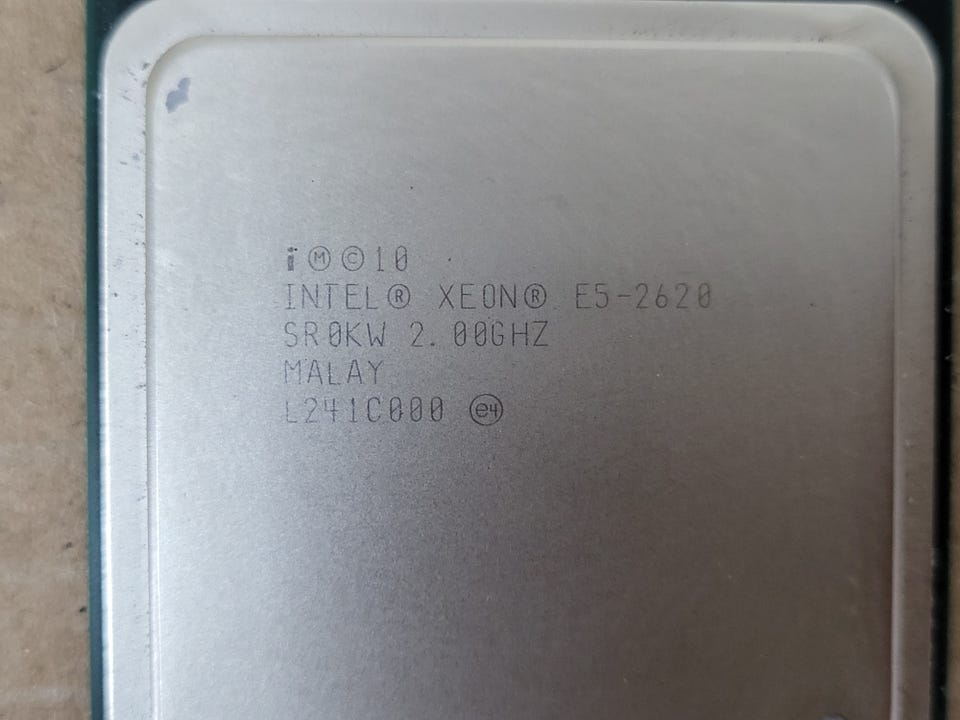 i Ⓜ ©10
INTEL® XEON® E5-2620
SR0KW 2.00GHZ
MALAY
L241C000 e4